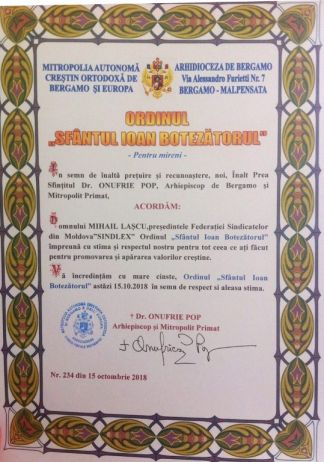 MITROPOLIA AUTONOMĂ
CREȘTIN ORTODOXĂ DE
BERGAMO ȘI EUROPA
ARHIDIOCEZA DE BERGAMO
Via Alessandro Furietti Nr. 7
BERGAMO - MALPENSATA
ORDINUL
„SFÂNTUL IOAN BOTEZĂTORUL”
- Pentru mireni -
În semn de înaltă prețuire și recunoaștere, noi, Înalt Prea
Sfințitul Dr. ONUFRIE POP, Arhiepiscop de Bergamo și
Mitropolit Primat,
ACORDĂM:
Domanului MIHAIL LAȘCU,președintele Federației Sindicatelor
din Moldova"SINDLEX" Ordinul „Sfântul Ioan Botezătorul”
împreună cu stima și respectul nostru pentru tot ceea ce ați făcut
pentru promovarea și apărarea valorilor creștine.
Vă incredințăm cu mare cinste, Ordinul „Sfântul Ioan
Botezătorul” astăzi 15.10.2018 în semn de respect si aleasa stima.
† Dr. ONUFRIE POP
Arhiepiscop și Mitropolit Primat
† Onufrie Pop
Nr. 234 din 15 octombrie 2018